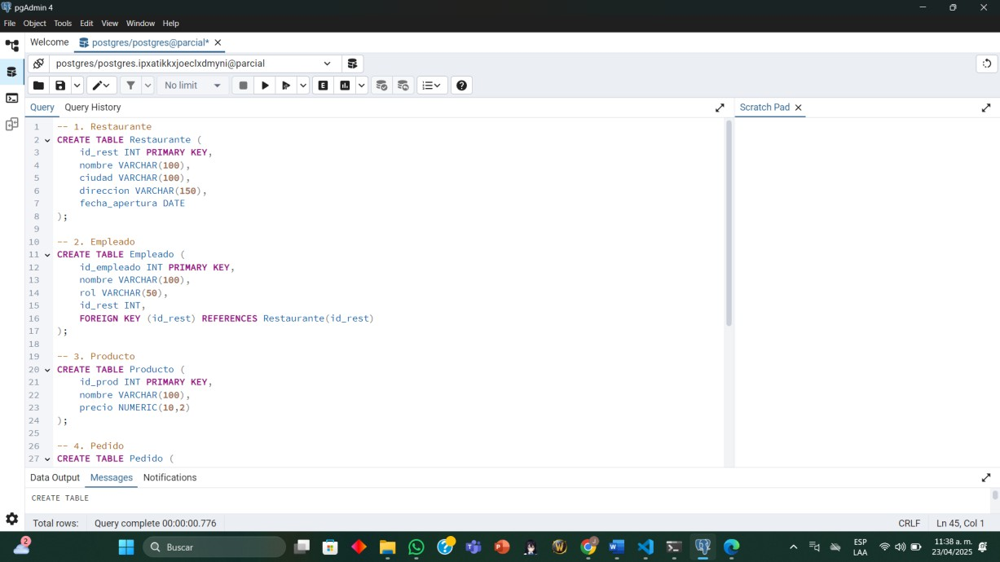 pgAdmin 4
File Object Tools Edit View Window Help
Welcome postgres/postgres@parcial*
postgres/postgres.ipxatikkxjoeclxdmyni@parcial
No limit
Query Query History
Scratch Pad
1 -- 1. Restaurante
2 CREATE TABLE Restaurante (
3 id_rest INT PRIMARY KEY,
4 nombre VARCHAR(100),
5 ciudad VARCHAR(100),
6 direccion VARCHAR(150),
7 fecha_apertura DATE
8 );
9
10 -- 2. Empleado
11 CREATE TABLE Empleado (
12 id_empleado INT PRIMARY KEY,
13 nombre VARCHAR(100),
14 rol VARCHAR(50),
15 id_rest INT,
16 FOREIGN KEY (id_rest) REFERENCES Restaurante(id_rest)
17 );
18
19 -- 3. Producto
20 CREATE TABLE Producto (
21 id_prod INT PRIMARY KEY,
22 nombre VARCHAR(100),
23 precio NUMERIC(10,2)
24 );
25
26 -- 4. Pedido
27 CREATE TABLE Pedido (
Data Output Messages Notifications
CREATE TABLE
Total rows: Query complete 00:00:00.776 CRLF Ln 45, Col 1
2
Buscar
ESP
LAA
11:38 a. m.
23/04/2025